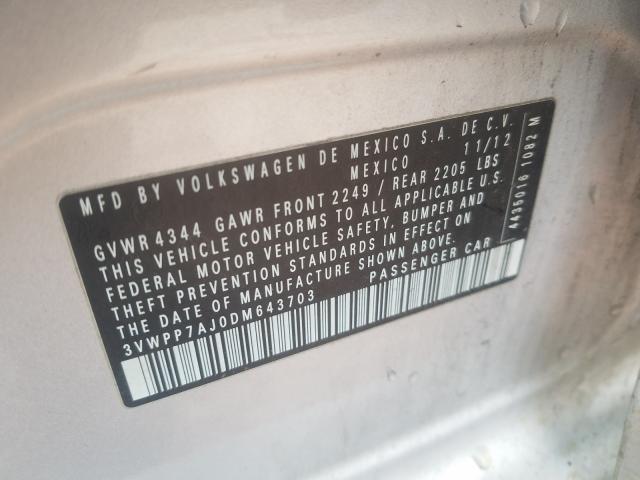 MFD BY VOLKSWAGEN DE MEXICO S.A. DE C.V.
MEXICO 11/12
GVWR 4344 GAWR FRONT 2249 / REAR 2205 LBS
THIS VEHICLE CONFORMS TO ALL APPLICABLE U.S.
FEDERAL MOTOR VEHICLE SAFETY, BUMPER AND
THEFT PREVENTION STANDARDS IN EFFECT ON
THE DATE OF MANUFACTURE SHOWN ABOVE.
3VWPP7AJ0DM643703 PASSENGER CAR
4435016 1082 M